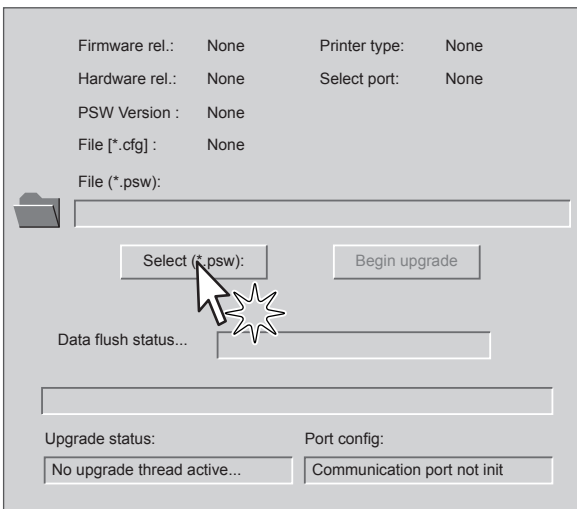 Firmware rel.: None Printer type: None
Hardware rel.: None Select port: None
PSW Version : None
File [*.cfg] : None
File (*.psw):
Select (*.psw): Begin upgrade
Data flush status...
Upgrade status: Port config:
No upgrade thread active... Communication port not init